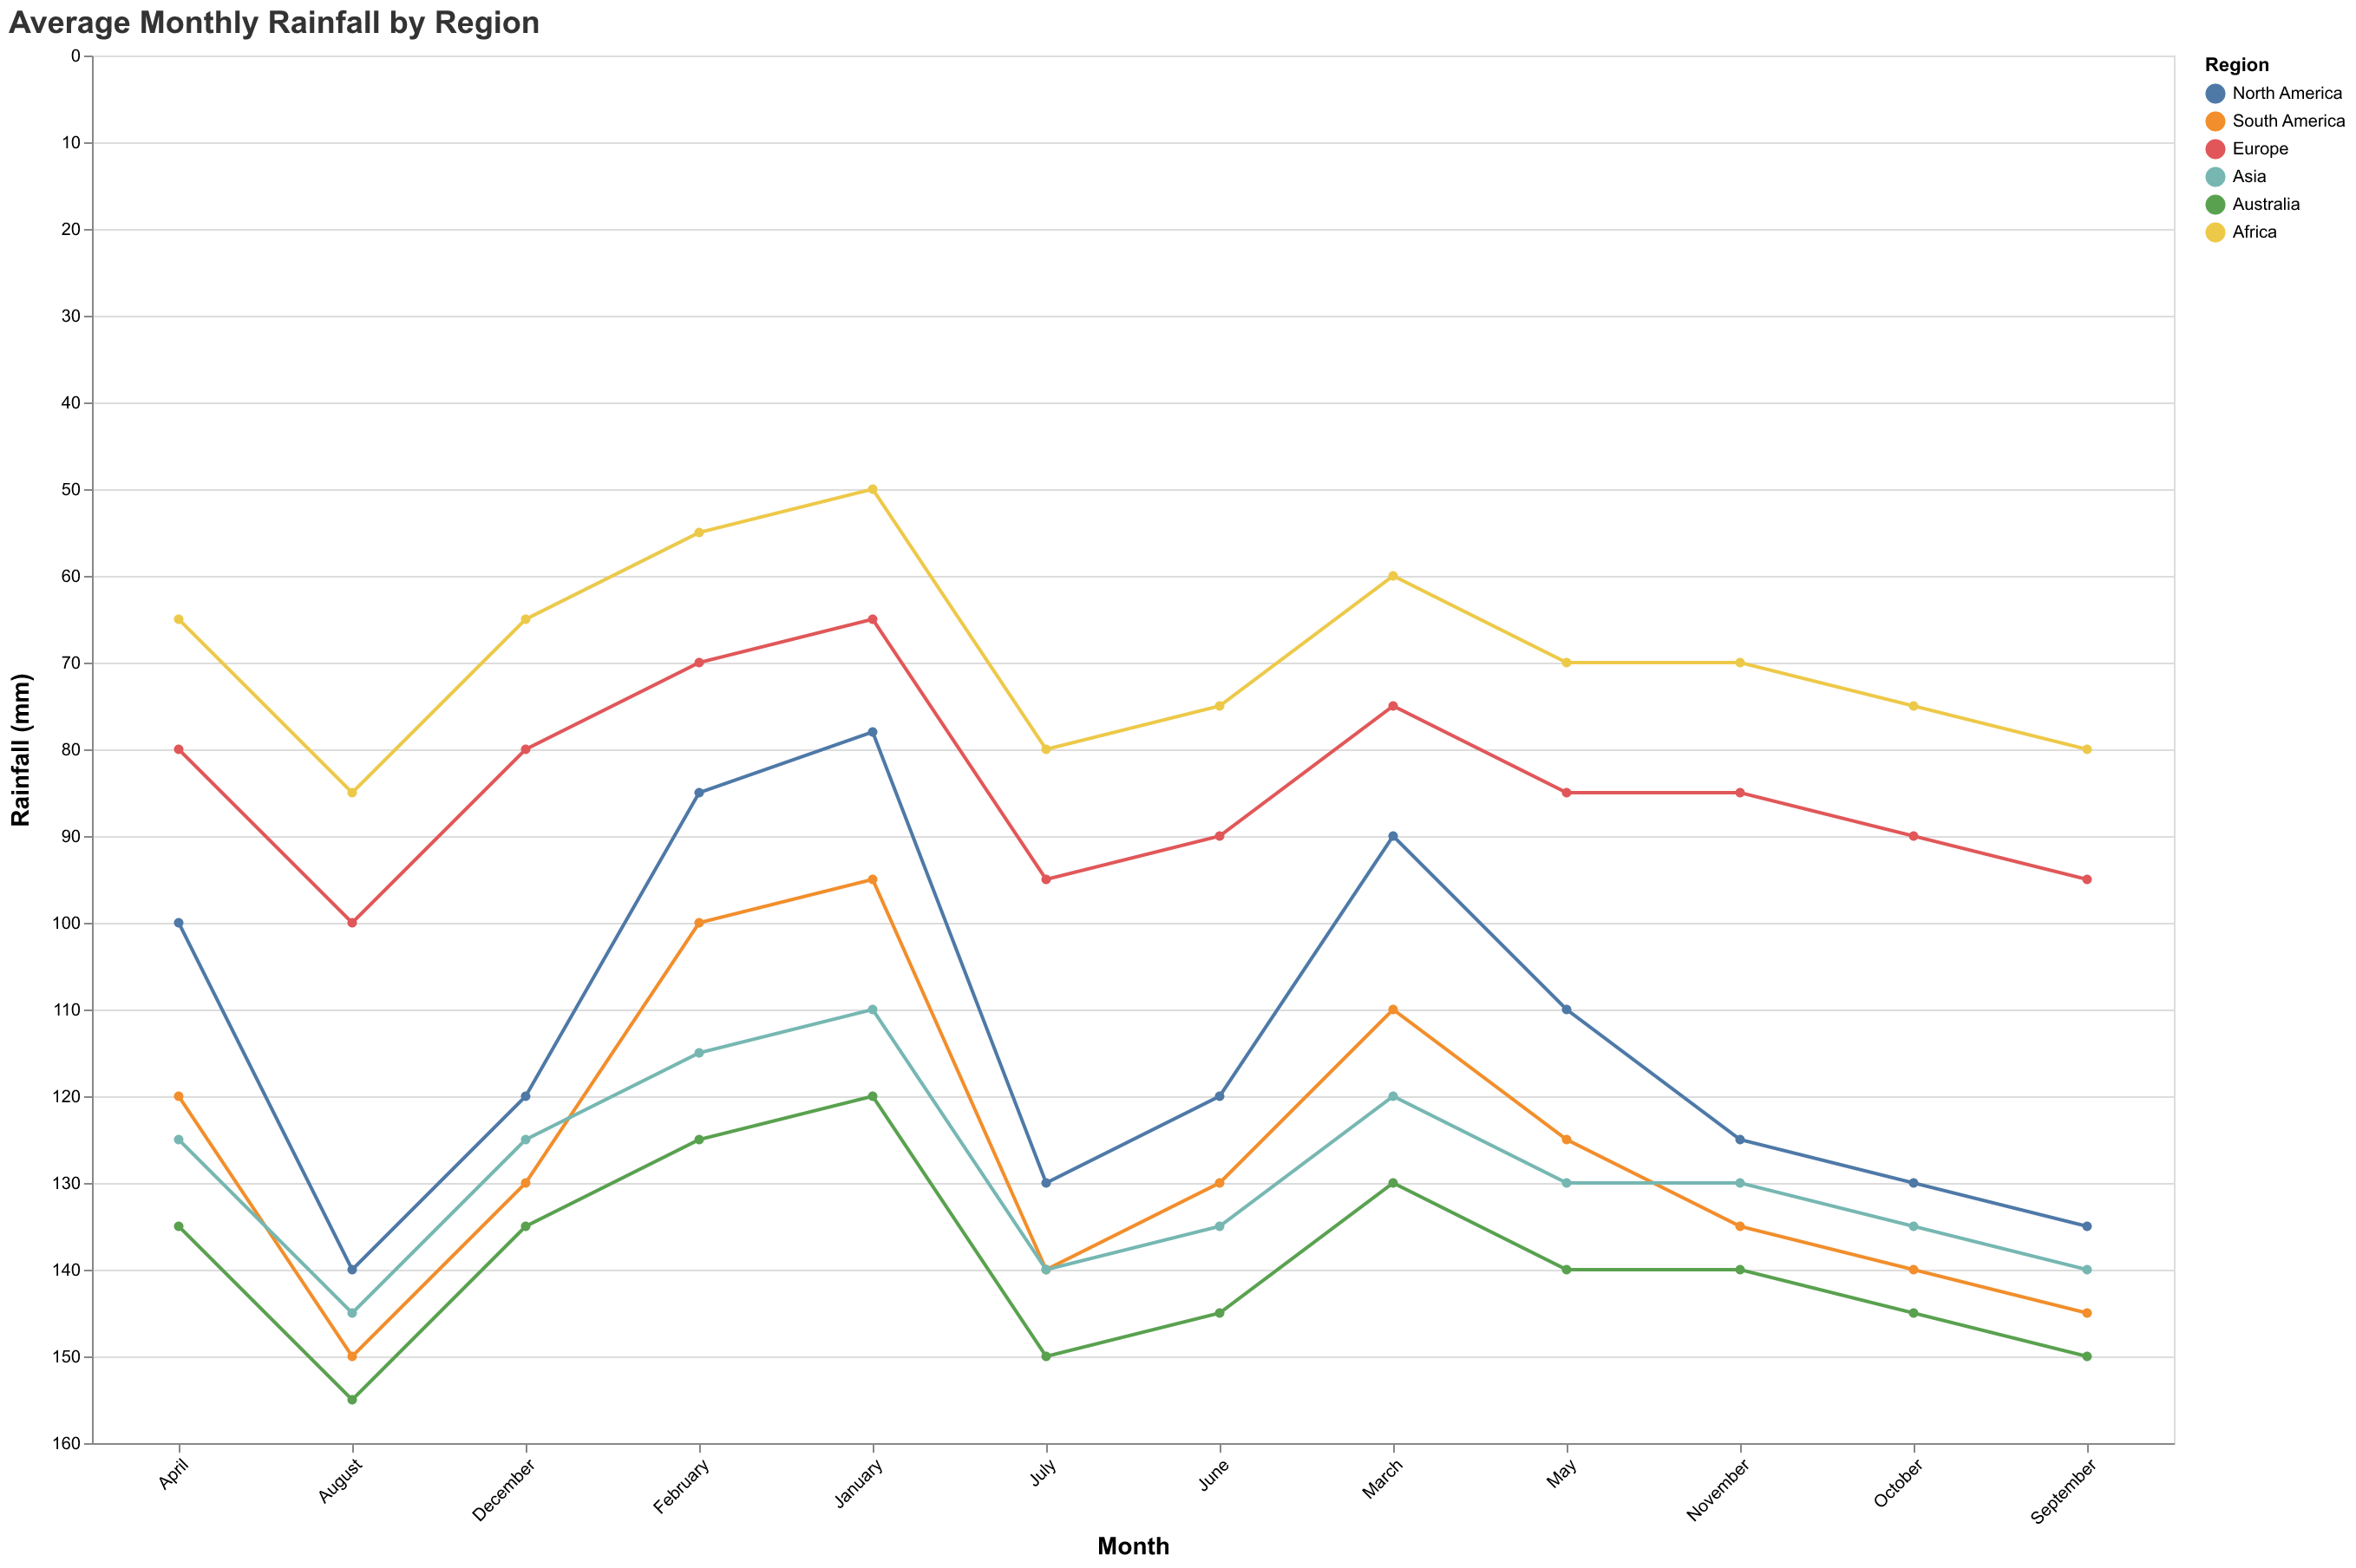 Average Monthly Rainfall by Region
Rainfall (mm)
0
10
20
30
40
50
60
70
80
90
100
110
120
130
140
150
160
April
August
December
February
January
July
June
March
May
November
October
September
Month
Region
North America
South America
Europe
Asia
Australia
Africa